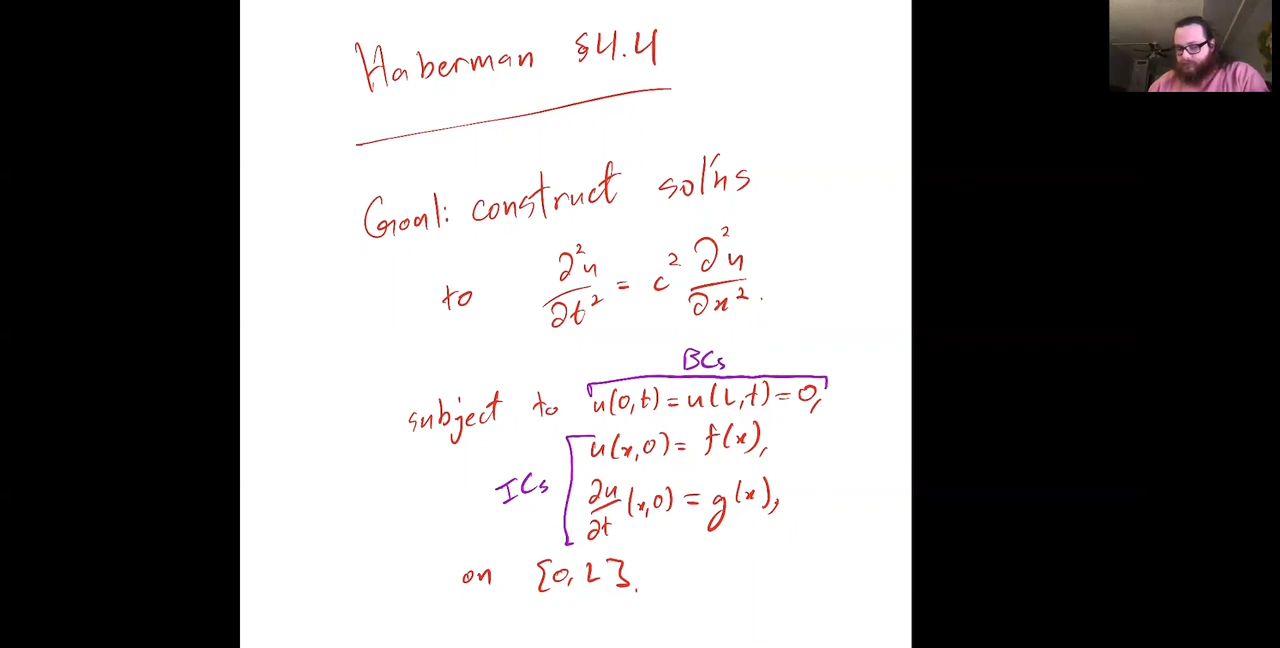 Haberman §4.4
Goal: construct sol'ns
to ∂²u/∂t² = c² ∂²u/∂x².
BCs
subject to u(0,t) = u(L,t) = 0,
u(x,0) = f(x),
ICs
∂u/∂t (x,0) = g(x),
on [0, L].